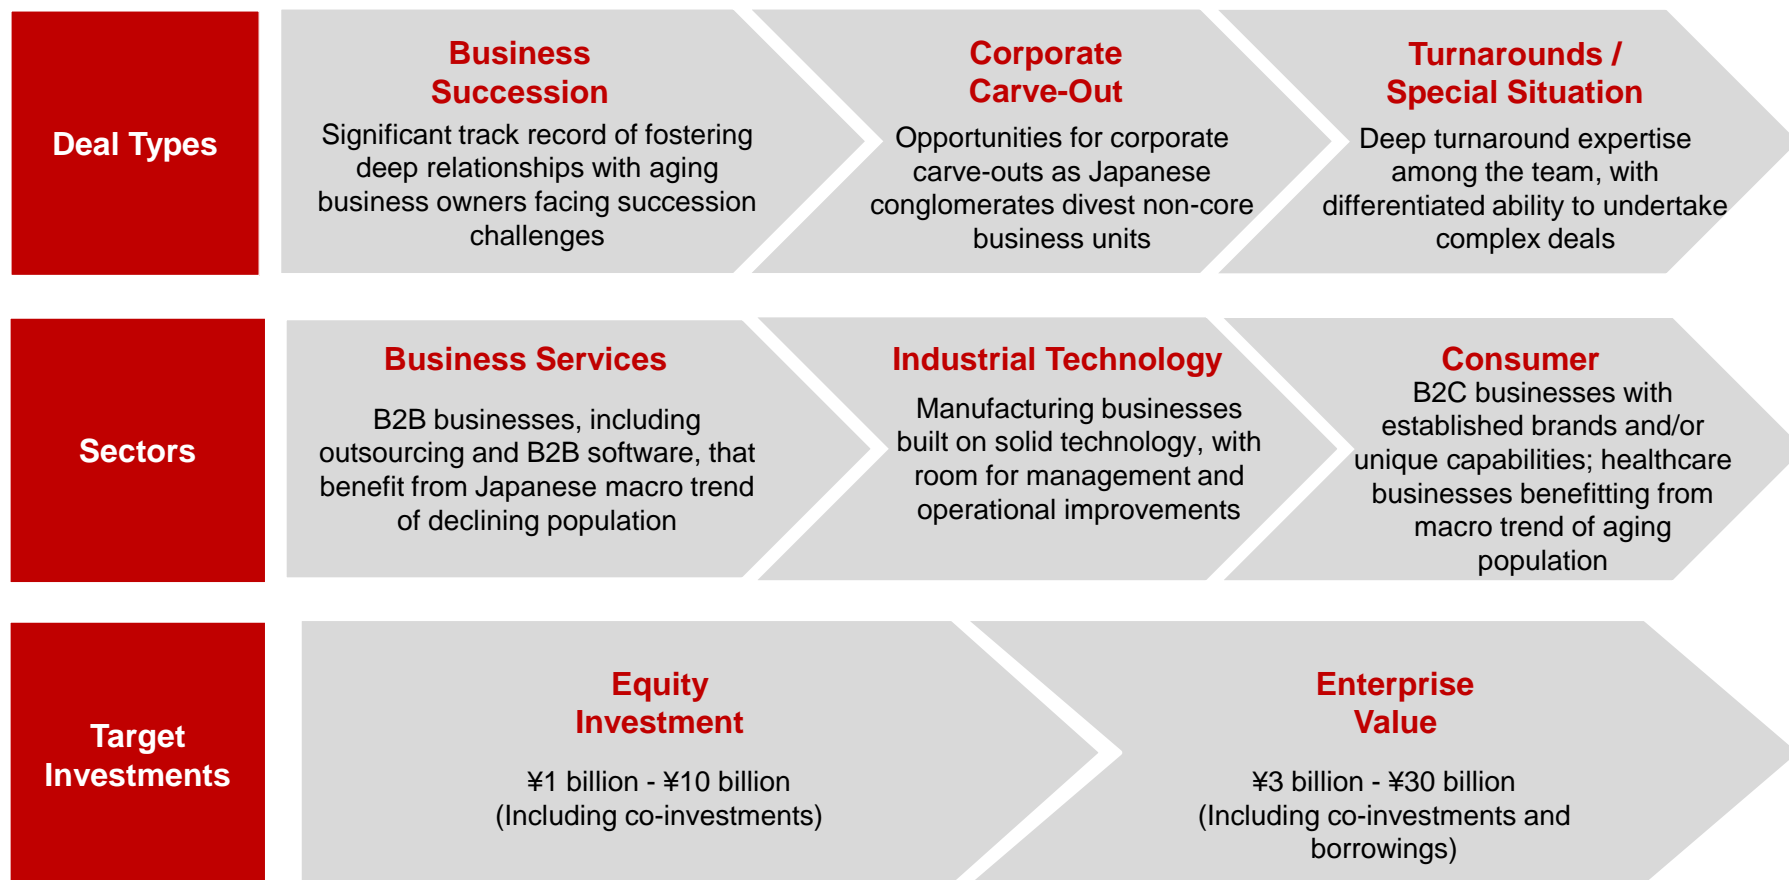 Deal Types
Business
Succession
Significant track record of fostering
deep relationships with aging
business owners facing succession
challenges
Corporate
Carve-Out
Opportunities for corporate
carve-outs as Japanese
conglomerates divest non-core
business units
Turnarounds /
Special Situation
Deep turnaround expertise
among the team, with
differentiated ability to undertake
complex deals
Sectors
Business Services
B2B businesses, including
outsourcing and B2B software, that
benefit from Japanese macro trend
of declining population
Industrial Technology
Manufacturing businesses
built on solid technology, with
room for management and
operational improvements
Consumer
B2C businesses with
established brands and/or
unique capabilities; healthcare
businesses benefitting from
macro trend of aging
population
Target
Investments
Equity
Investment
¥1 billion - ¥10 billion
(Including co-investments)
Enterprise
Value
¥3 billion - ¥30 billion
(Including co-investments and
borrowings)